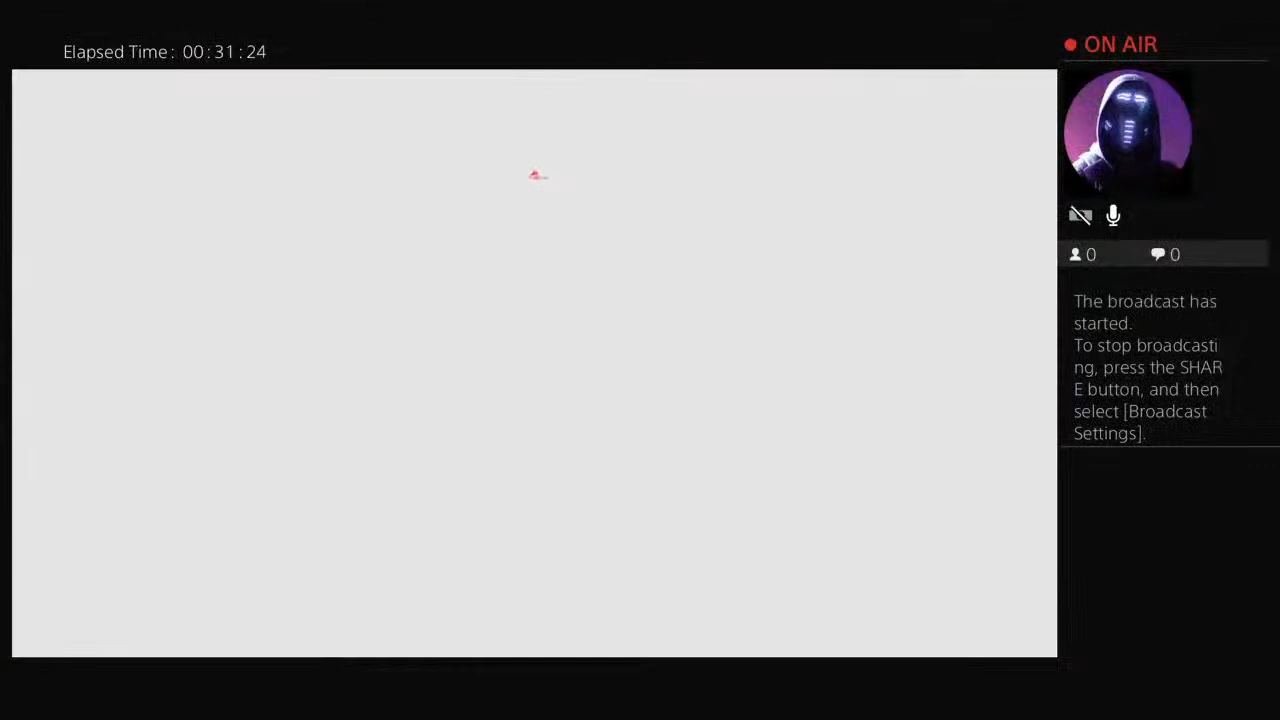 Elapsed Time: 00:31:24
ON AIR
0 0
The broadcast has
started.
To stop broadcasti
ng, press the SHAR
E button, and then
select [Broadcast
Settings].